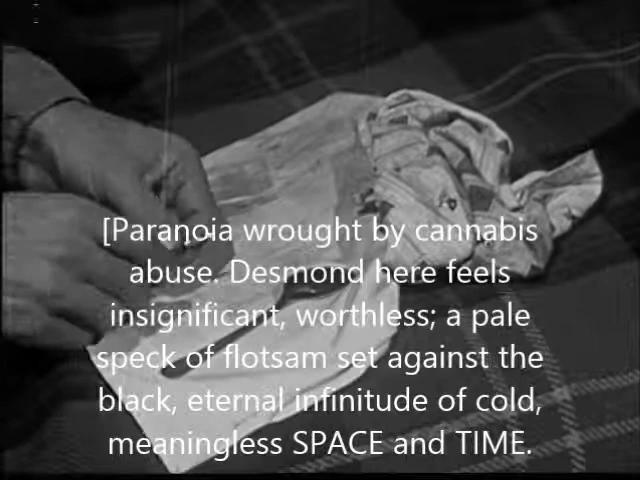 [Paranoia wrought by cannabis
abuse. Desmond here feels
insignificant, worthless; a pale
speck of flotsam set against the
black, eternal infinitude of cold,
meaningless SPACE and TIME.